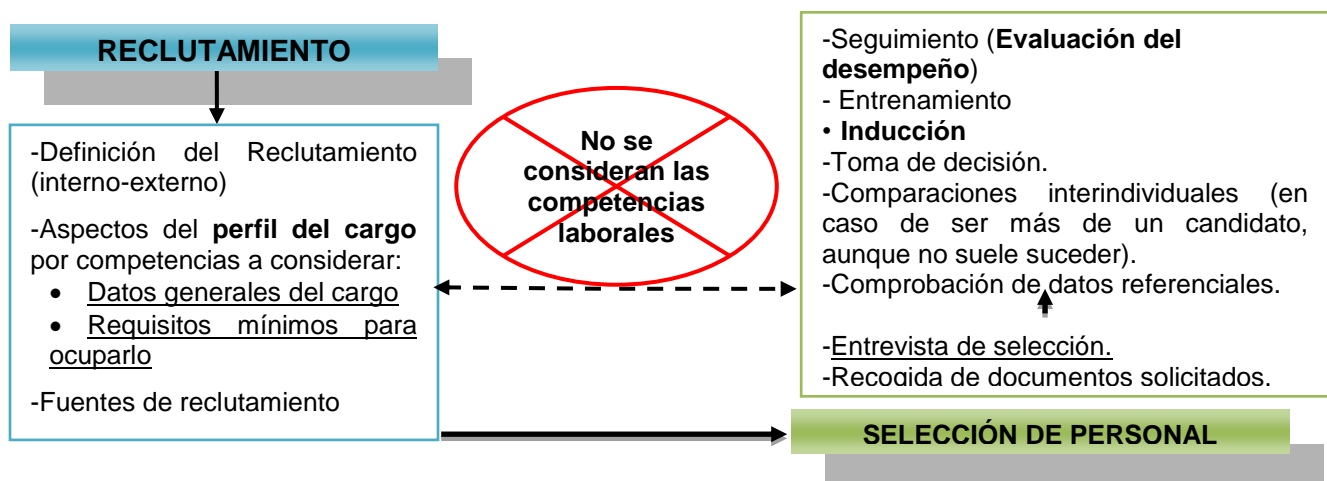 RECLUTAMIENTO
-Definición del Reclutamiento
(interno-externo)
-Aspectos del perfil del cargo
por competencias a considerar:
• Datos generales del cargo
• Requisitos mínimos para
ocuparlo
-Fuentes de reclutamiento
No se
consideran las
competencias
laborales
-Seguimiento (Evaluación del
desempeño)
- Entrenamiento
• Inducción
-Toma de decisión.
-Comparaciones interindividuales (en
caso de ser más de un candidato,
aunque no suele suceder).
-Comprobación de datos referenciales.
-Entrevista de selección.
-Recogida de documentos solicitados.
SELECCIÓN DE PERSONAL